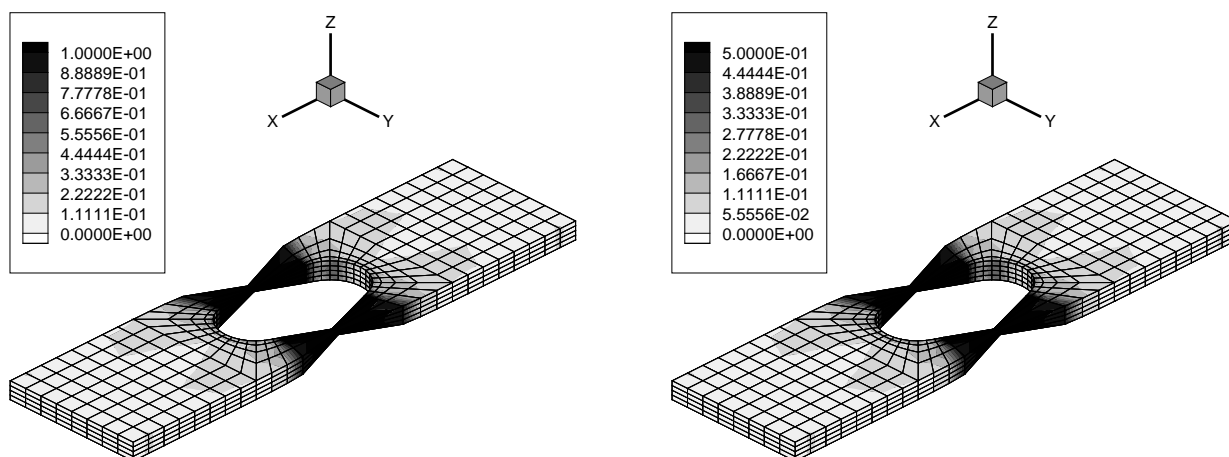 1.0000E+00
8.8889E-01
7.7778E-01
6.6667E-01
5.5556E-01
4.4444E-01
3.3333E-01
2.2222E-01
1.1111E-01
0.0000E+00
Z
X
Y
5.0000E-01
4.4444E-01
3.8889E-01
3.3333E-01
2.7778E-01
2.2222E-01
1.6667E-01
1.1111E-01
5.5556E-02
0.0000E+00
Z
X
Y